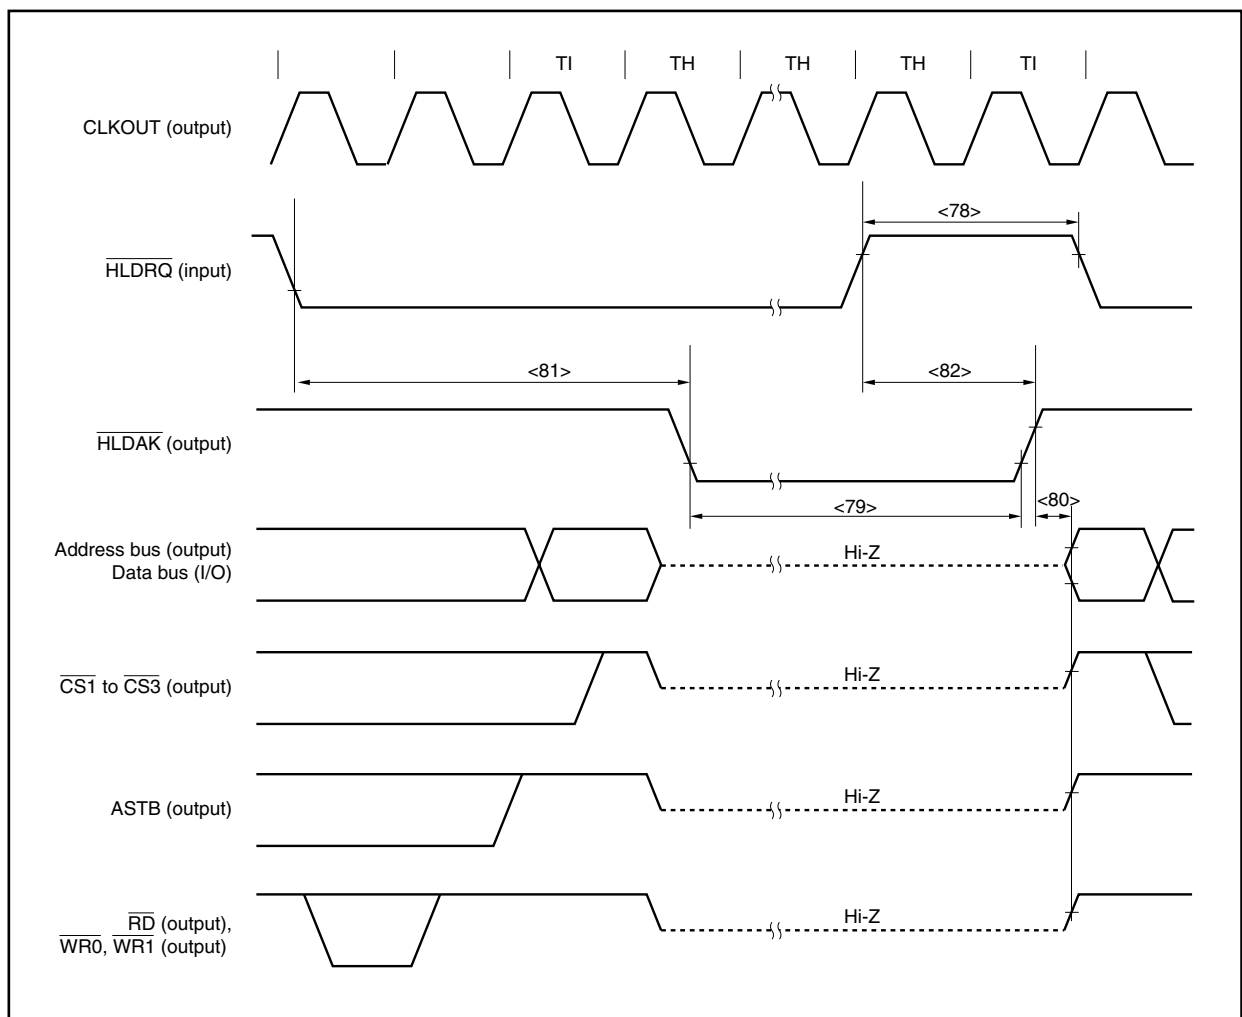 TI TH TH TH TI
CLKOUT (output)
<78>
HLDRQ (input)
<81> <82>
HLDAK (output)
<79> <80>
Address bus (output)
Data bus (I/O)
Hi-Z
CS1 to CS3 (output)
Hi-Z
ASTB (output)
Hi-Z
RD (output),
WR0, WR1 (output)
Hi-Z